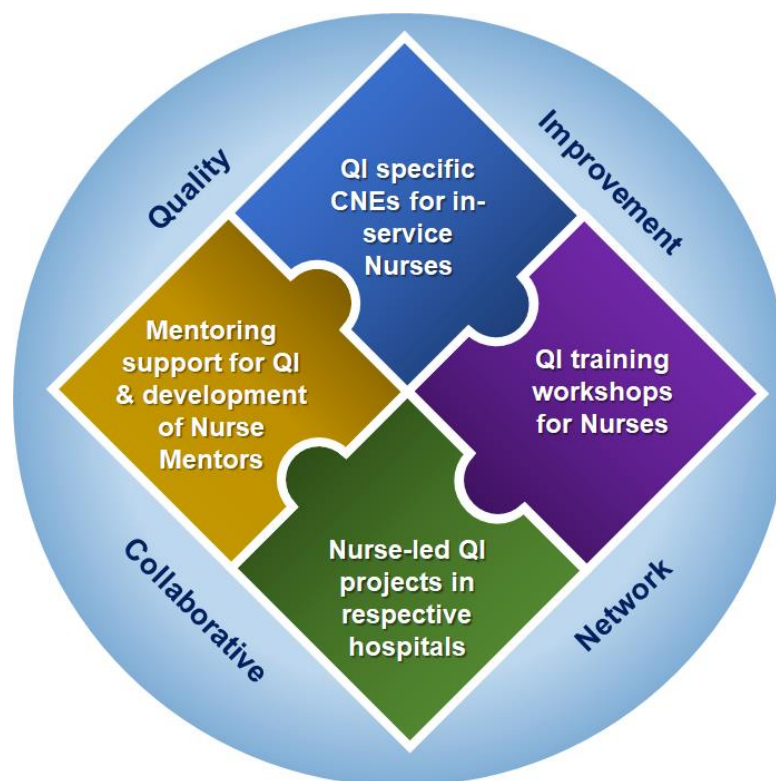 Quality
Improvement
QI specific
CNEs for in-
service
Nurses
Mentoring
support for QI
& development
of Nurse
Mentors
QI training
workshops
for Nurses
Nurse-led QI
projects in
respective
hospitals
Collaborative
Network